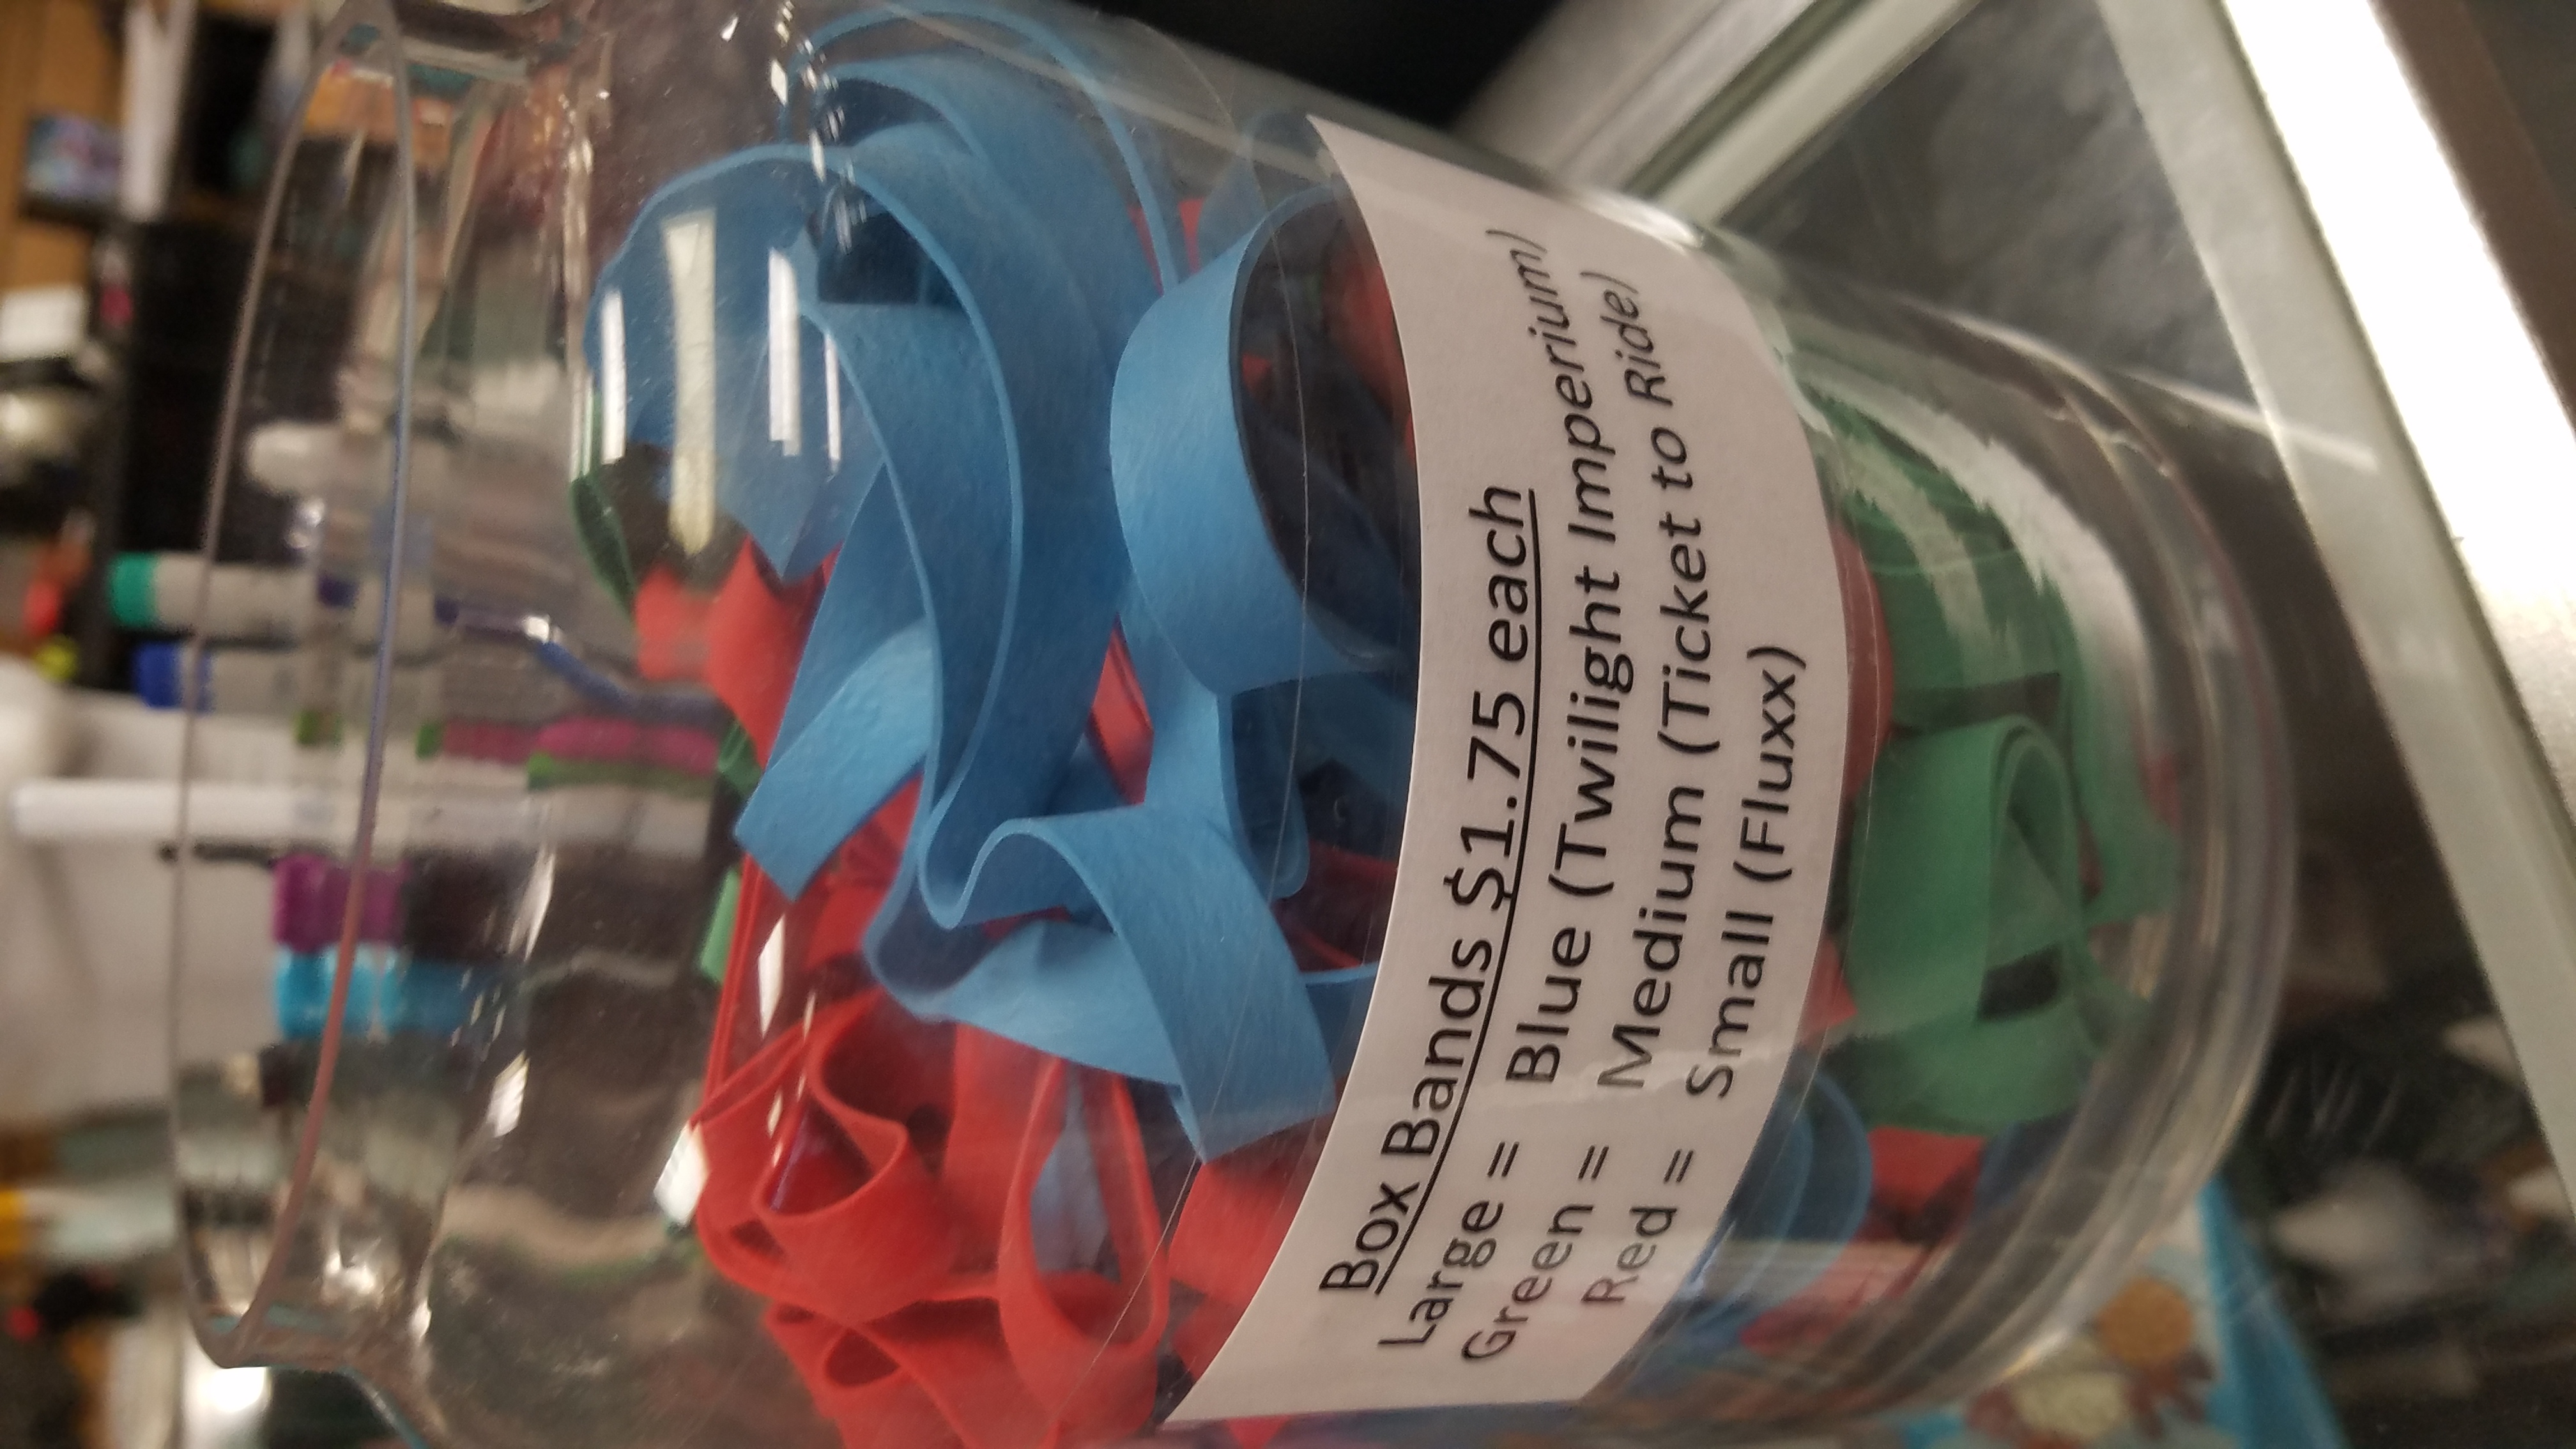 Box Bands $1.75 each
Large = Blue (Twilight Imperium)
Green = Medium (Ticket to Ride)
Red = Small (Fluxx)